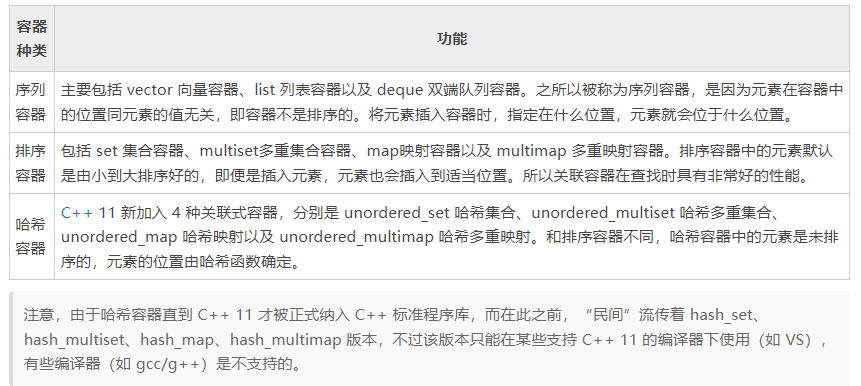 容器
种类
功能
序列
容器
主要包括 vector 向量容器、list 列表容器以及 deque 双端队列容器。之所以被称为序列容器，是因为元素在容器中
的位置同元素的值无关，即容器不是排序的。将元素插入容器时，指定在什么位置，元素就会位于什么位置。
排序
容器
包括 set 集合容器、multiset多重集合容器、map映射容器以及 multimap 多重映射容器。排序容器中的元素默认
是由小到大排序好的，即便是插入元素，元素也会插入到适当位置。所以关联容器在查找时具有非常好的性能。
哈希
容器
C++ 11 新加入 4 种关联式容器，分别是 unordered_set 哈希集合、unordered_multiset 哈希多重集合、
unordered_map 哈希映射以及 unordered_multimap 哈希多重映射。和排序容器不同，哈希容器中的元素是未排
序的，元素的位置由哈希函数确定。
注意，由于哈希容器直到 C++ 11 才被正式纳入 C++ 标准程序库，而在此之前，“民间”流传着 hash_set、
hash_multiset、hash_map、hash_multimap 版本，不过该版本只能在某些支持 C++ 11 的编译器下使用（如 VS），
有些编译器（如 gcc/g++）是不支持的。